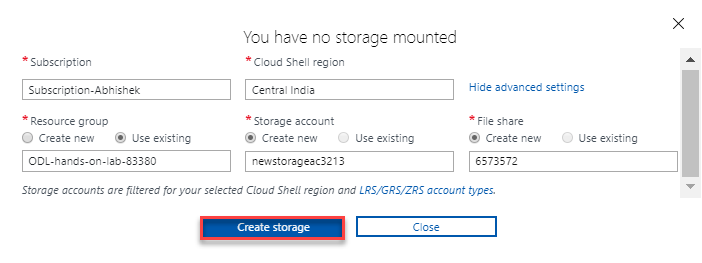 You have no storage mounted
* Subscription
* Cloud Shell region
Subscription-Abhishek
Central India
Hide advanced settings
* Resource group
* Storage account
* File share
Create new Use existing
Create new Use existing
Create new Use existing
ODL-hands-on-lab-83380
newstorageac3213
6573572
Storage accounts are filtered for your selected Cloud Shell region and LRS/GRS/ZRS account types.
Create storage
Close